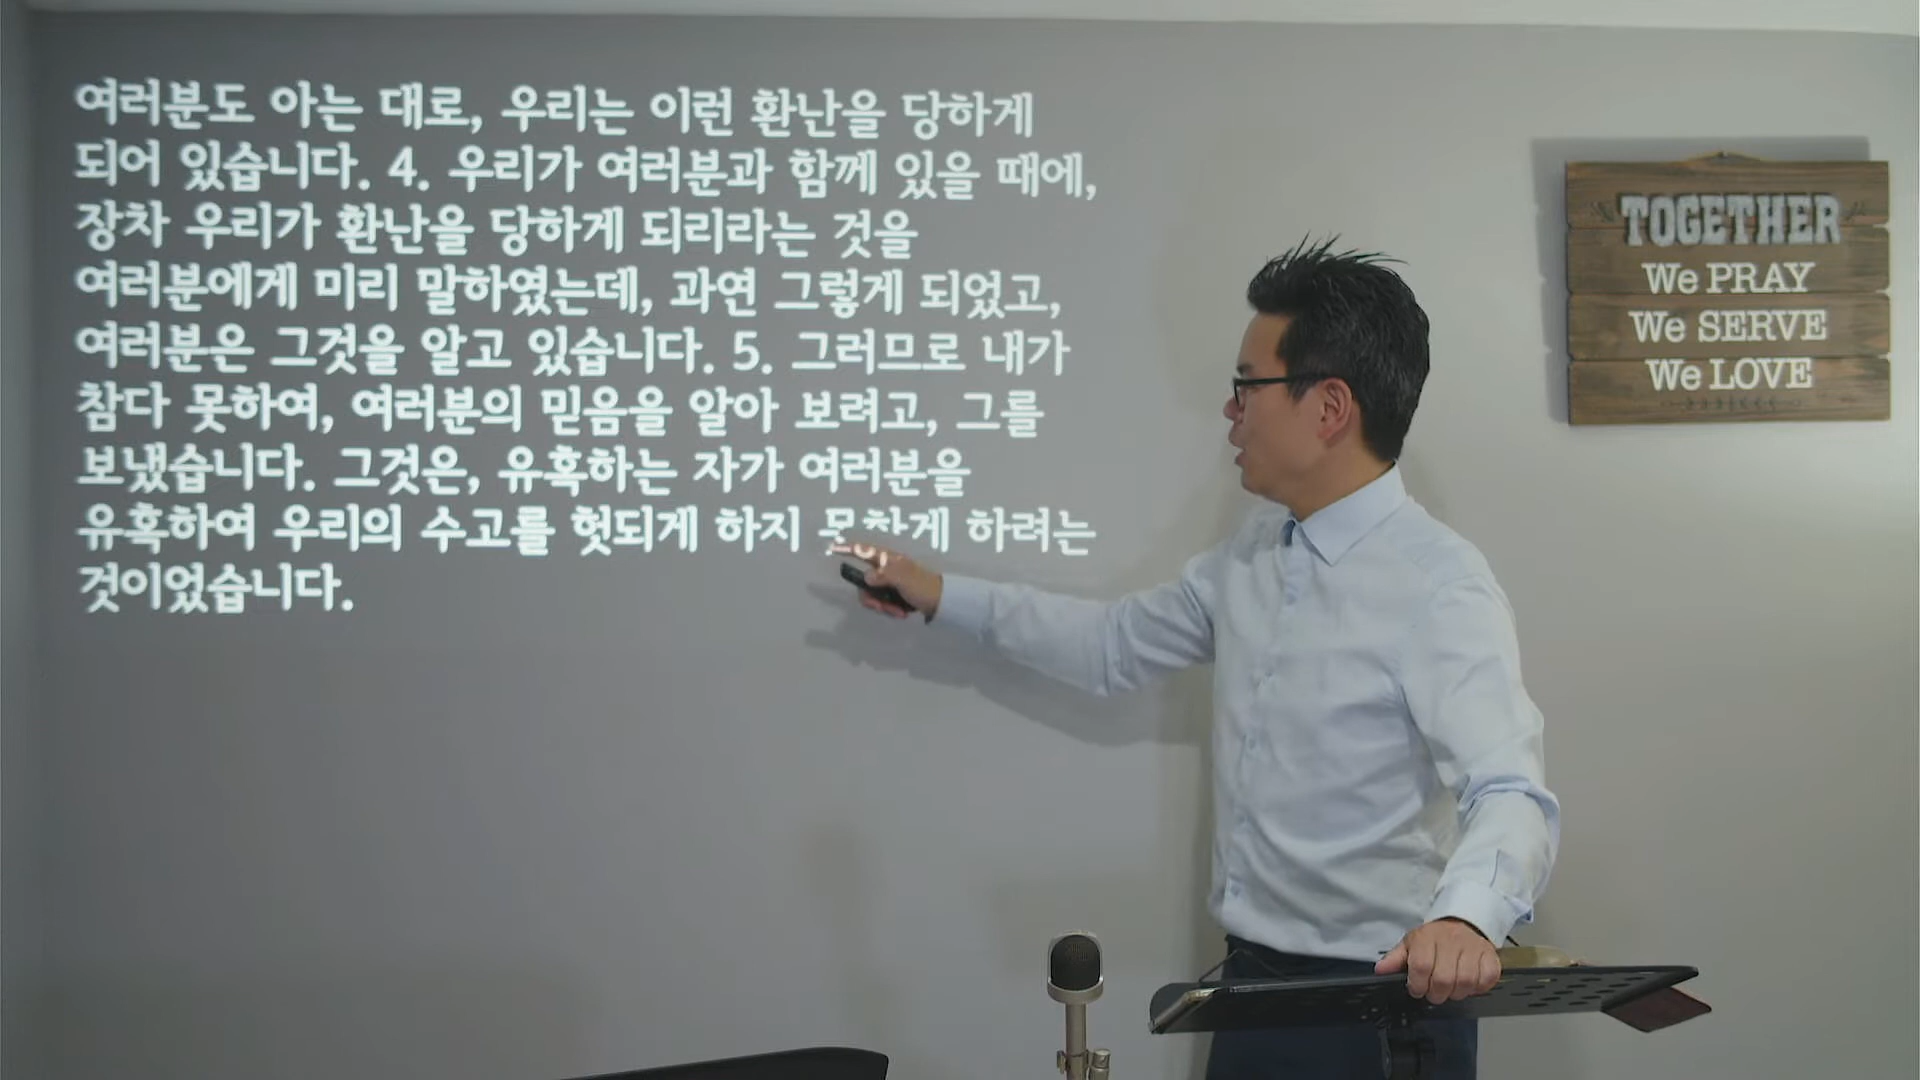 여러분도 아는 대로, 우리는 이런 환난을 당하게
되어 있습니다. 4. 우리가 여러분과 함께 있을 때에,
장차 우리가 환난을 당하게 되리라는 것을
여러분에게 미리 말하였는데, 과연 그렇게 되었고,
여러분은 그것을 알고 있습니다. 5. 그러므로 내가
참다 못하여, 여러분의 믿음을 알아 보려고, 그를
보냈습니다. 그것은, 유혹하는 자가 여러분을
유혹하여 우리의 수고를 헛되게 하지 못하게 하려는
것이었습니다.
TOGETHER
We PRAY
We SERVE
We LOVE